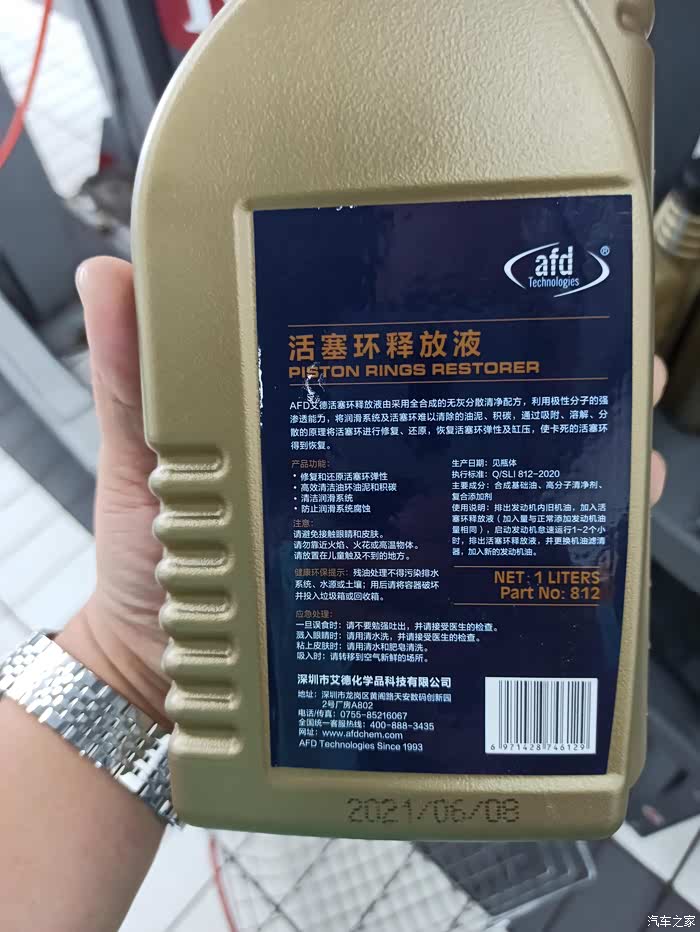 afd
®
Technologies
活塞环释放液
PISTON RINGS RESTORER
AFD艾德活塞环释放液由采用全合成的无灰分散清净配方，利用极性分子的强
渗透能力，将润滑系统及活塞环难以清除的油泥、积碳，通过吸附、溶解、分
散的原理将活塞环进行修复、还原，恢复活塞环弹性及缸压，使卡死的活塞环
得到恢复。
产品功能：
• 修复和还原活塞环弹性
• 高效清洁油环油泥和积碳
• 清洁润滑系统
• 防止润滑系统腐蚀
注意：
请避免接触眼睛和皮肤。
请勿靠近火焰、火花或高温物体。
请放置在儿童触及不到的地方。
健康环保提示：残油处理不得污染排水
系统、水源或土壤；用后请将容器破坏
并投入垃圾箱或回收箱。
生产日期：见瓶体
执行标准：Q/SLI 812-2020
主要成分：合成基础油、高分子清净剂、
复合添加剂
使用说明：排出发动机内旧机油，加入活
塞环释放液（加入量与正常添加发动机油
量相同），启动发动机怠速运行1~2个小
时，排出活塞环释放液，并更换机油滤清
器，加入新的发动机油。
NET: 1 LITERS
Part No: 812
应急处理：
一旦误食时：请不要勉强吐出，并请接受医生的检查。
溅入眼睛时：请用清水洗，并请接受医生的检查。
粘上皮肤时：请用清水和肥皂清洗。
吸入时：请转移到空气新鲜的场所。
深圳市艾德化学品科技有限公司
地址：深圳市龙岗区黄阁路天安数码创新园
2号厂房A802
电话/传真：0755-85216067
全国统一客服热线：400-888-3435
网址：www.afdchem.com
AFD Technologies Since 1993
6 971428 746129
2021/06/08
汽车之家